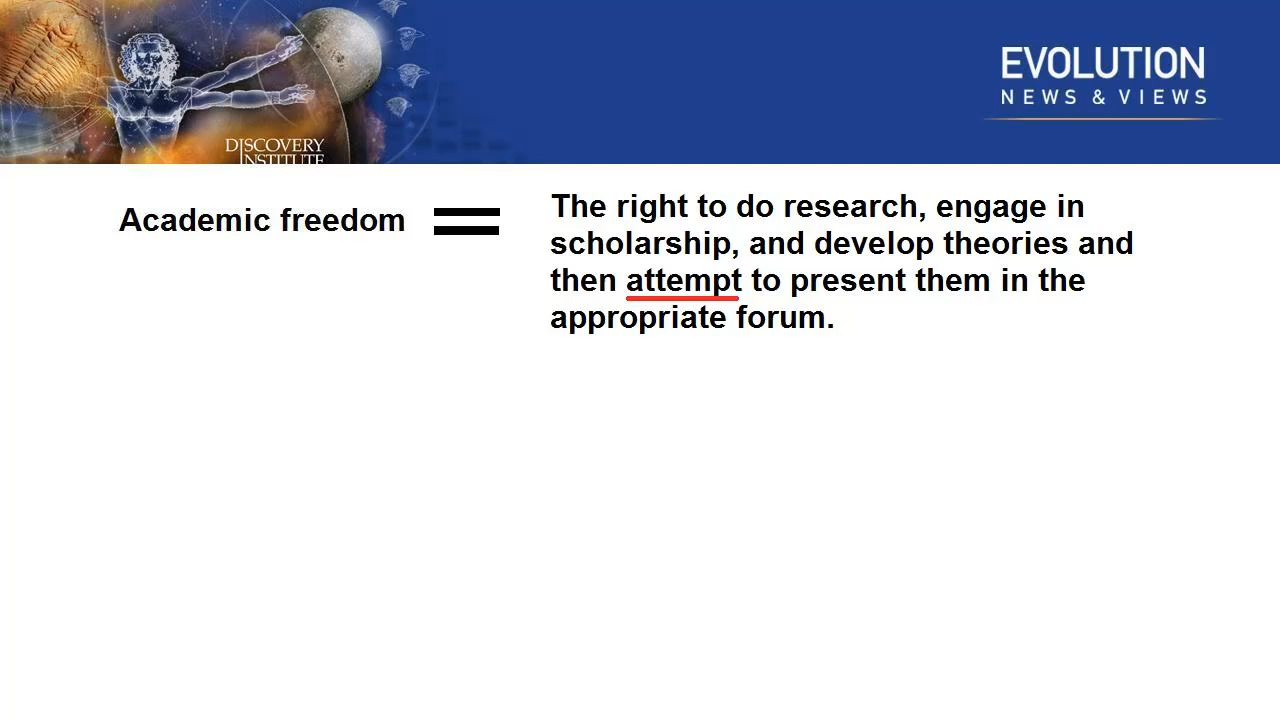 EVOLUTION
NEWS & VIEWS
DISCOVERY
INSTITUTE
Academic freedom
The right to do research, engage in
scholarship, and develop theories and
then attempt to present them in the
appropriate forum.